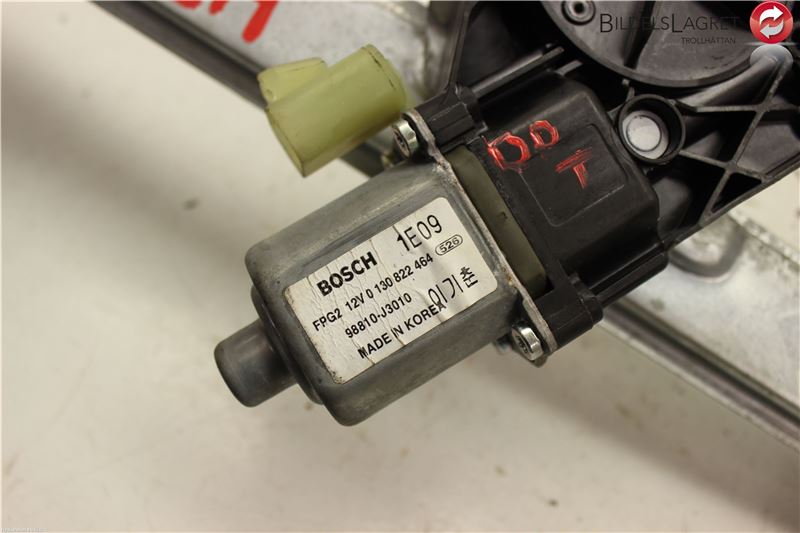 BILDELSLAGRET
TROLLHÄTTAN
BOSCH 1E09
FPG2 12V 0 130 822 464 526
98810-J3010 이기춘
MADE IN KOREA
DO
T